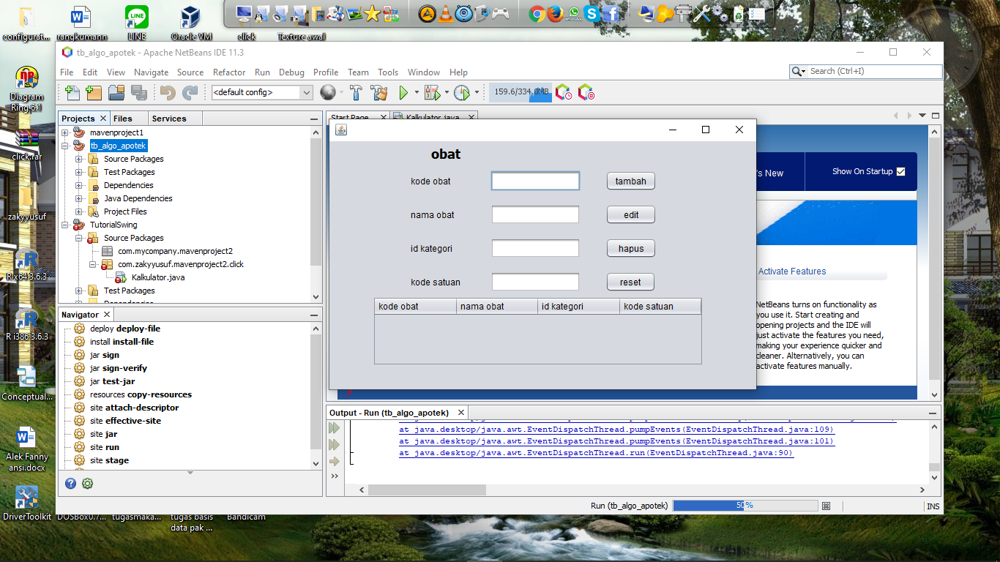 configurat...
rangkumann
LINE
Oracle VM
click
Texture awal
WhatsApp
Diagram
Ring 6.1
click.rar
zakyyusuf
R x64 3.6.3
R i386 3.6.3
Conceptual...
Alek Fanny
ansi.docx
DriverToolkit
DOSBox0.7...
tugasmaka...
tugas basis
data pak ...
Bandicam
tb_algo_apotek - Apache NetBeans IDE 11.3
File Edit View Navigate Source Refactor Run Debug Profile Team Tools Window Help
Search (Ctrl+I)
<default config>
159.6/334.0MB
Projects Files Services
mavenproject1
tb_algo_apotek
Source Packages
Test Packages
Dependencies
Java Dependencies
Project Files
TutorialSwing
Source Packages
com.mycompany.mavenproject2
com.zakyyusuf.mavenproject2.click
Kalkulator.java
Test Packages
Dependencies
Navigator
deploy deploy-file
install install-file
jar sign
jar sign-verify
jar test-jar
resources copy-resources
site attach-descriptor
site effective-site
site jar
site run
site stage
Start Page Kalkulator.java
obat
kode obat tambah
nama obat edit
id kategori hapus
kode satuan reset
kode obat nama obat id kategori kode satuan
's New Show On Startup
Activate Features
NetBeans turns on functionality as
you use it. Start creating and
opening projects and the IDE will
just activate the features you need,
making your experience quicker and
cleaner. Alternatively, you can
activate features manually.
Output - Run (tb_algo_apotek)
at java.desktop/java.awt.EventDispatchThread.pumpEvents(EventDispatchThread.java:109)
at java.desktop/java.awt.EventDispatchThread.pumpEvents(EventDispatchThread.java:101)
at java.desktop/java.awt.EventDispatchThread.run(EventDispatchThread.java:90)
Run (tb_algo_apotek) 50% INS